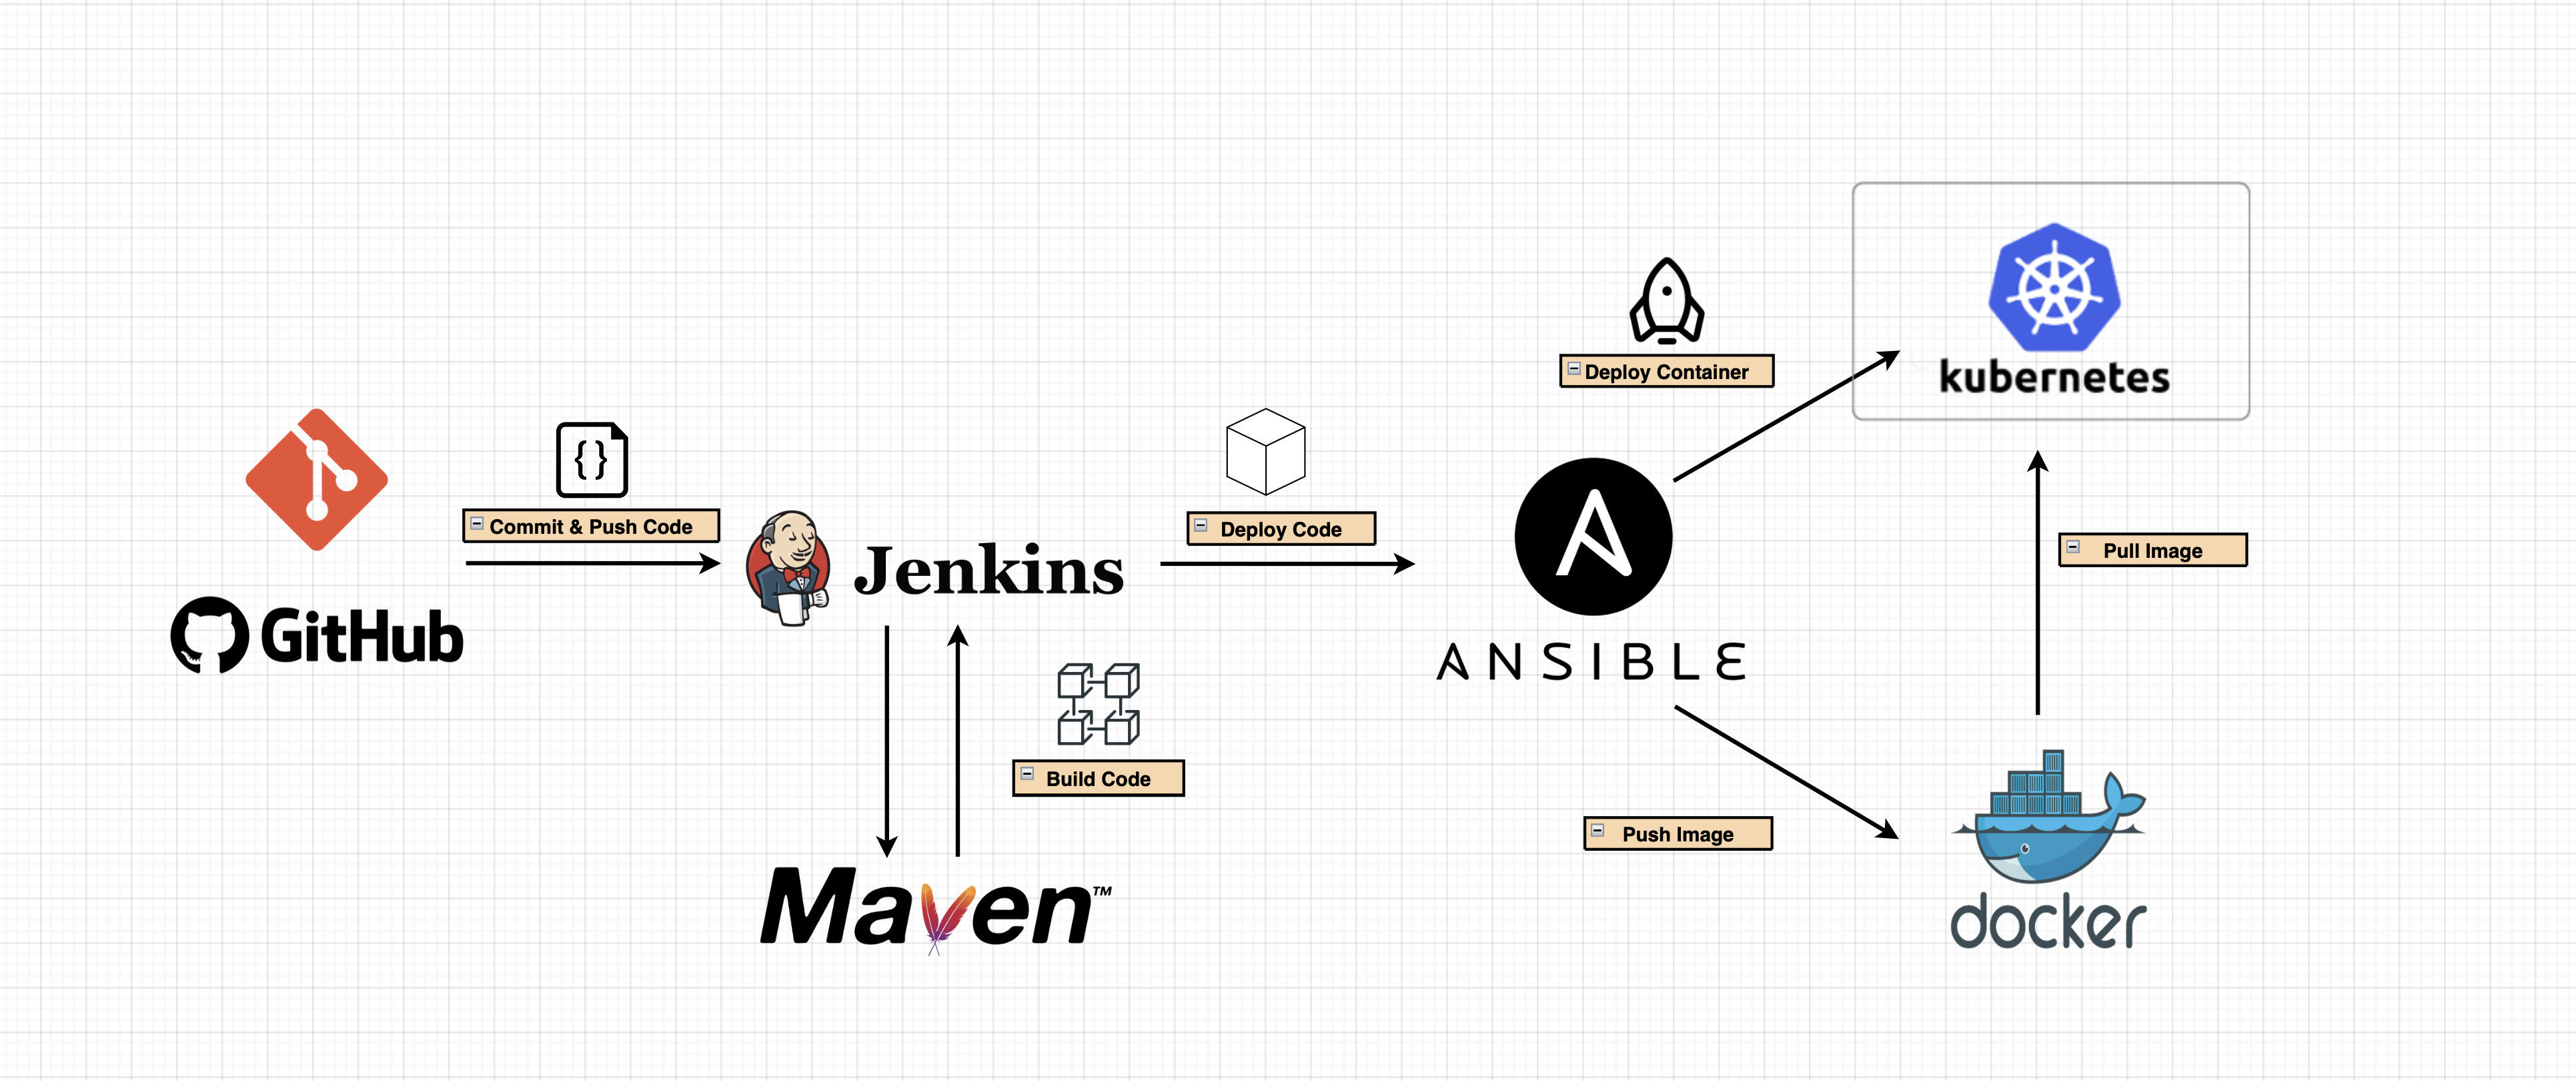 Commit & Push Code
GitHub
Jenkins
Build Code
Maven™
Deploy Code
ANSIBLE
Deploy Container
kubernetes
Pull Image
Push Image
docker